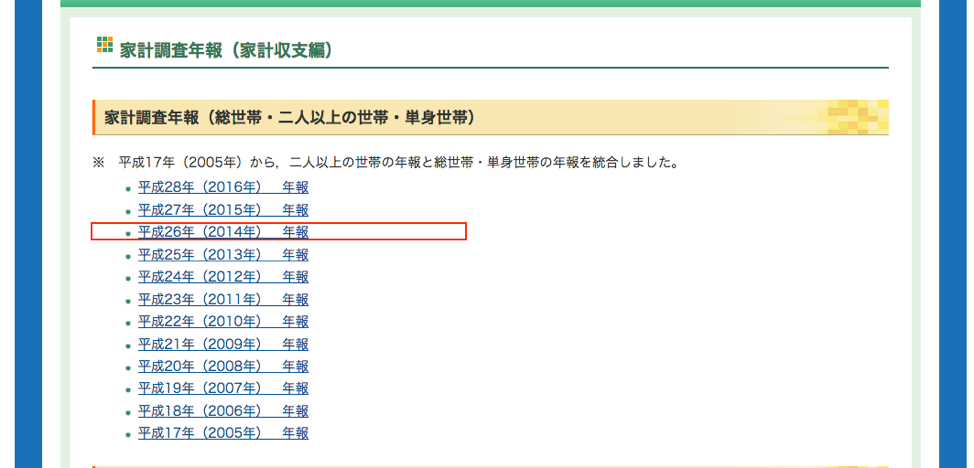 家計調査年報（家計収支編）
家計調査年報（総世帯・二人以上の世帯・単身世帯）
※　平成17年（2005年）から，二人以上の世帯の年報と総世帯・単身世帯の年報を統合しました。
平成28年（2016年）　年報
平成27年（2015年）　年報
平成26年（2014年）　年報
平成25年（2013年）　年報
平成24年（2012年）　年報
平成23年（2011年）　年報
平成22年（2010年）　年報
平成21年（2009年）　年報
平成20年（2008年）　年報
平成19年（2007年）　年報
平成18年（2006年）　年報
平成17年（2005年）　年報